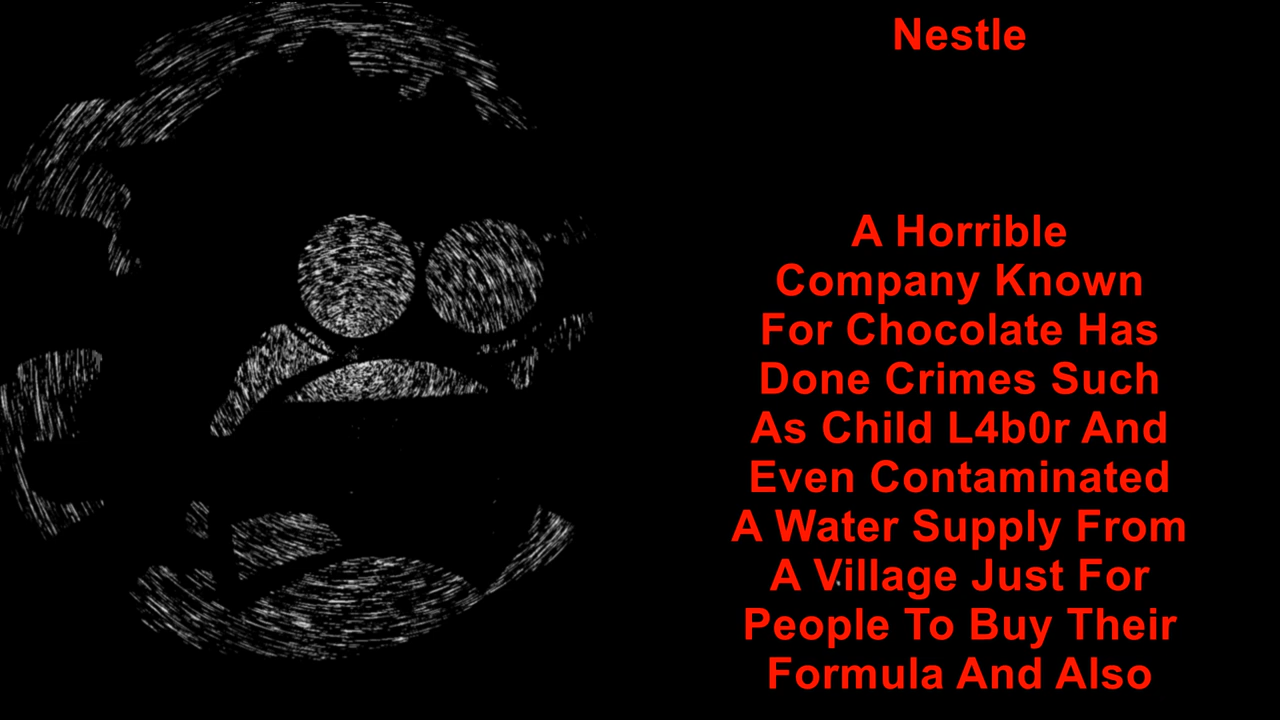 Nestle
A Horrible
Company Known
For Chocolate Has
Done Crimes Such
As Child L4b0r And
Even Contaminated
A Water Supply From
A Village Just For
People To Buy Their
Formula And Also